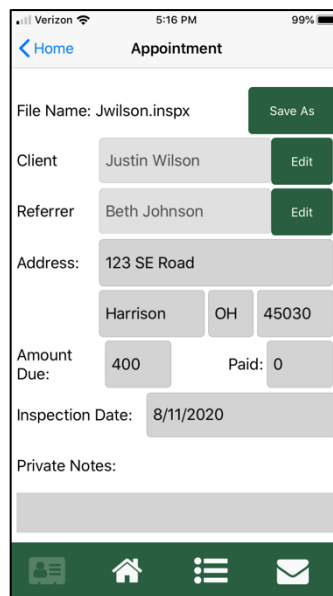 Verizon 5:16 PM 99%
Home Appointment
File Name: Jwilson.inspx Save As
Client Justin Wilson Edit
Referrer Beth Johnson Edit
Address: 123 SE Road
Harrison OH 45030
Amount
Due: 400 Paid: 0
Inspection Date: 8/11/2020
Private Notes: